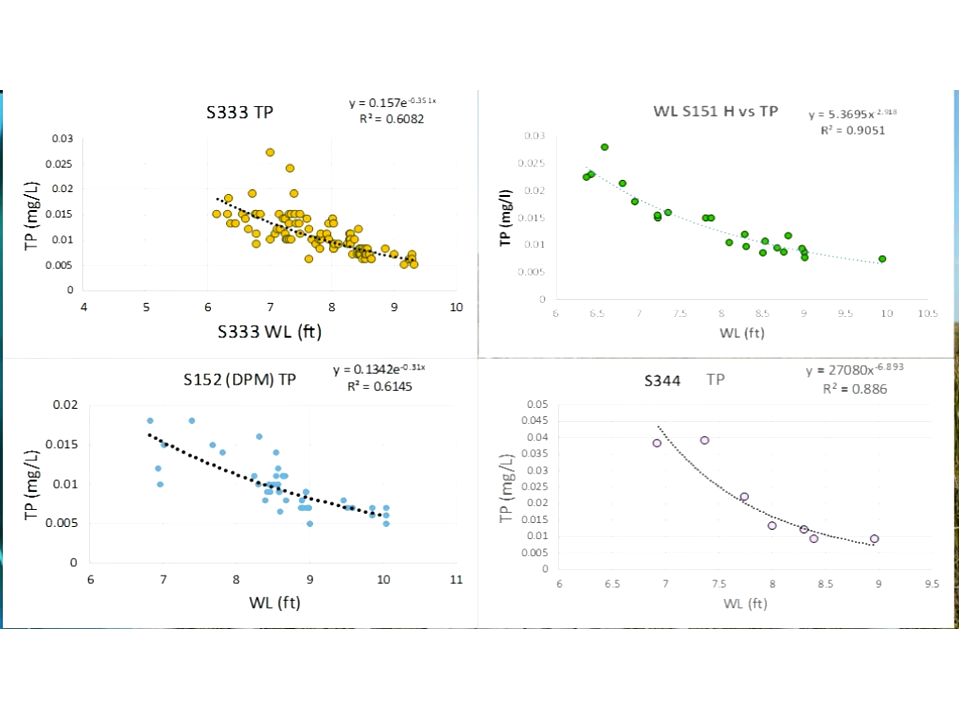 S333 TP
y = 0.157e^-0.351x
R² = 0.6082
TP (mg/L)
0.03
0.025
0.02
0.015
0.01
0.005
0
4 5 6 7 8 9 10
S333 WL (ft)
WL S151 H vs TP
y = 5.3695x^-2.918
R² = 0.9051
TP (mg/l)
0.03
0.025
0.02
0.015
0.01
0.005
0
6 6.5 7 7.5 8 8.5 9 9.5 10 10.5
WL (ft)
S152 (DPM) TP
y = 0.1342e^-0.31x
R² = 0.6145
TP (mg/L)
0.02
0.015
0.01
0.005
0
6 7 8 9 10 11
WL (ft)
S344 TP
y = 27080x^-6.893
R² = 0.886
TP (mg/L)
0.05
0.045
0.04
0.035
0.03
0.025
0.02
0.015
0.01
0.005
0
6 6.5 7 7.5 8 8.5 9 9.5
WL (ft)